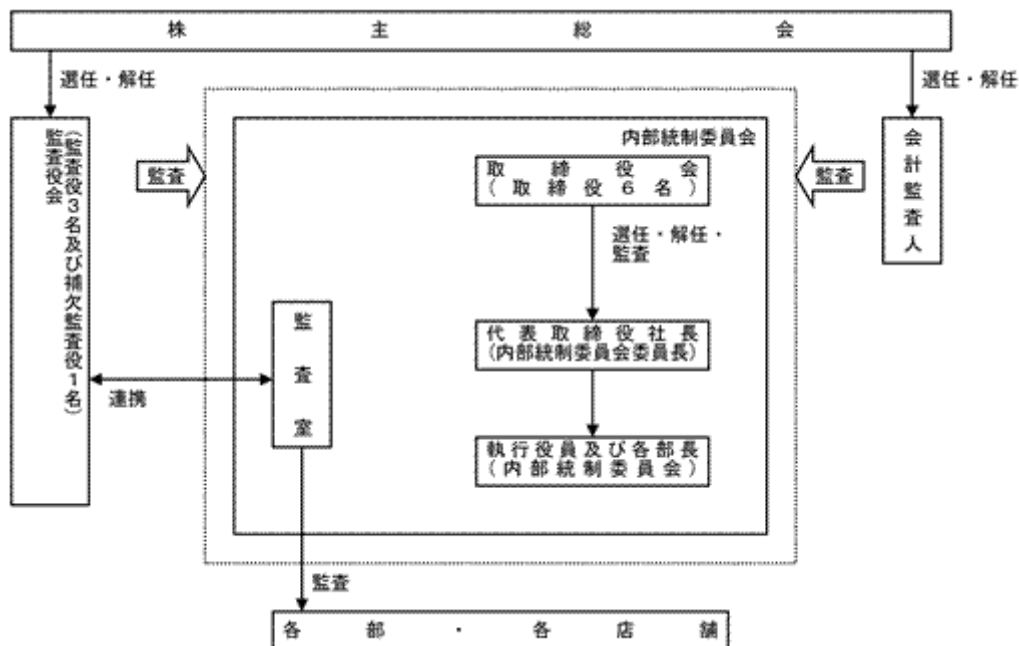 株主総会
選任・解任
選任・解任
監査役会
(監査役3名及び補欠監査役1名)
監査
内部統制委員会
取締役会
(取締役6名)
監査
会計監査人
選任・解任・
監査
監査室
代表取締役社長
(内部統制委員会委員長)
連携
執行役員及び各部長
(内部統制委員会)
監査
各部・各店舗